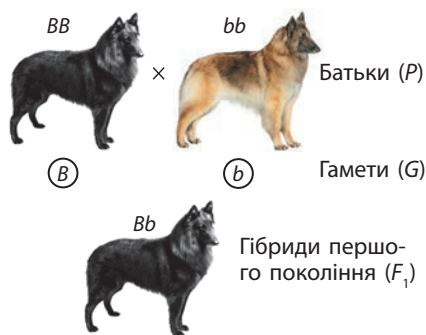 BB
bb
×
Батьки (P)
B
b
Гамети (G)
Bb
Гібриди першо-
го покоління (F₁)